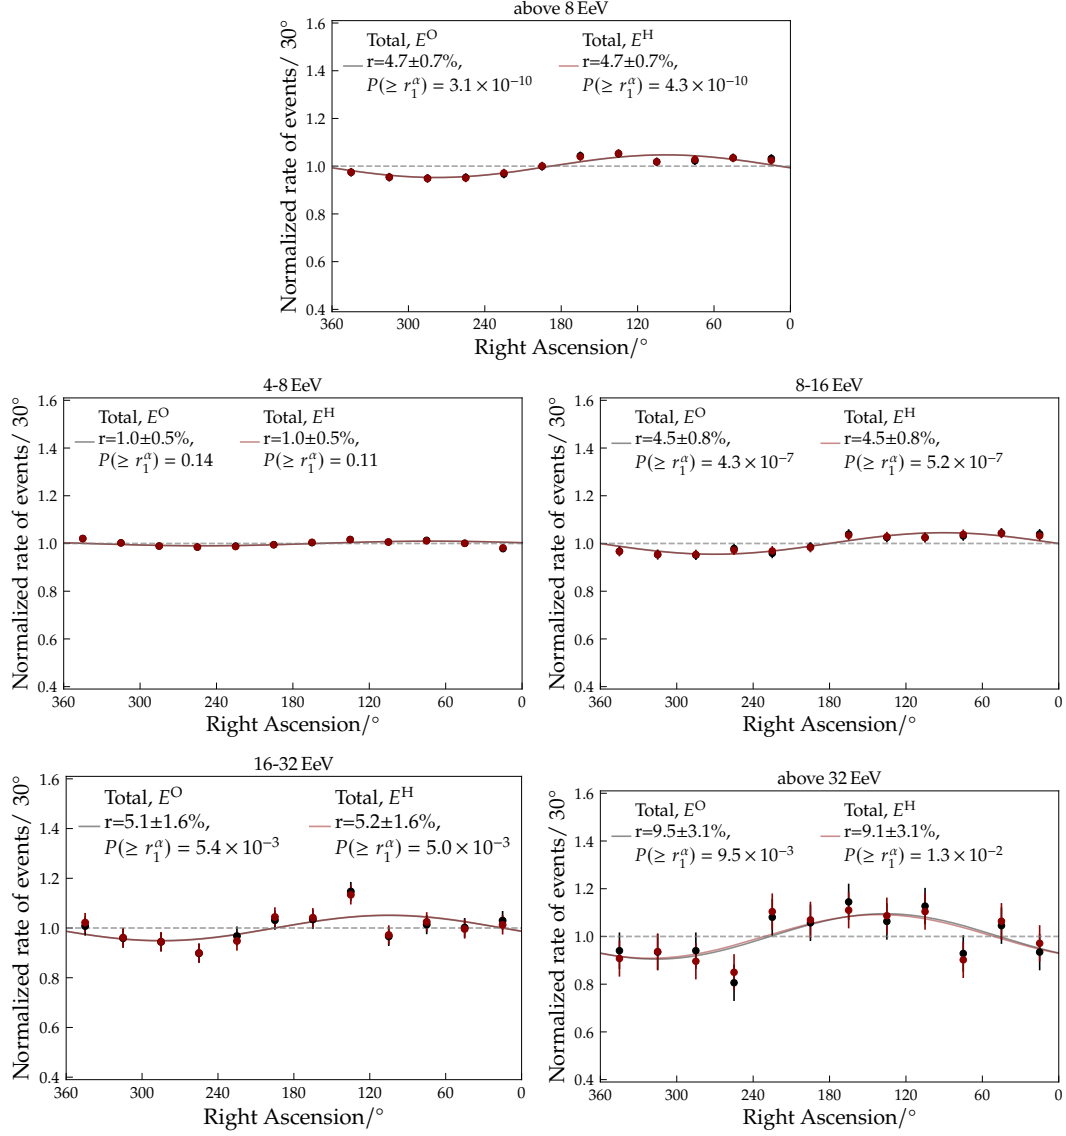 above 8 EeV
Normalized rate of events/ 30°
1.6
1.4
1.2
1.0
0.8
0.6
0.4
Total, E^O
r=4.7±0.7%,
P(≥ r_1^α) = 3.1 × 10^−10
Total, E^H
r=4.7±0.7%,
P(≥ r_1^α) = 4.3 × 10^−10
360 300 240 180 120 60 0
Right Ascension/°
4-8 EeV
Normalized rate of events/ 30°
1.6
1.4
1.2
1.0
0.8
0.6
0.4
Total, E^O
r=1.0±0.5%,
P(≥ r_1^α) = 0.14
Total, E^H
r=1.0±0.5%,
P(≥ r_1^α) = 0.11
360 300 240 180 120 60 0
Right Ascension/°
8-16 EeV
Normalized rate of events/ 30°
1.6
1.4
1.2
1.0
0.8
0.6
0.4
Total, E^O
r=4.5±0.8%,
P(≥ r_1^α) = 4.3 × 10^−7
Total, E^H
r=4.5±0.8%,
P(≥ r_1^α) = 5.2 × 10^−7
360 300 240 180 120 60 0
Right Ascension/°
16-32 EeV
Normalized rate of events/ 30°
1.6
1.4
1.2
1.0
0.8
0.6
0.4
Total, E^O
r=5.1±1.6%,
P(≥ r_1^α) = 5.4 × 10^−3
Total, E^H
r=5.2±1.6%,
P(≥ r_1^α) = 5.0 × 10^−3
360 300 240 180 120 60 0
Right Ascension/°
above 32 EeV
Normalized rate of events/ 30°
1.6
1.4
1.2
1.0
0.8
0.6
0.4
Total, E^O
r=9.5±3.1%,
P(≥ r_1^α) = 9.5 × 10^−3
Total, E^H
r=9.1±3.1%,
P(≥ r_1^α) = 1.3 × 10^−2
360 300 240 180 120 60 0
Right Ascension/°